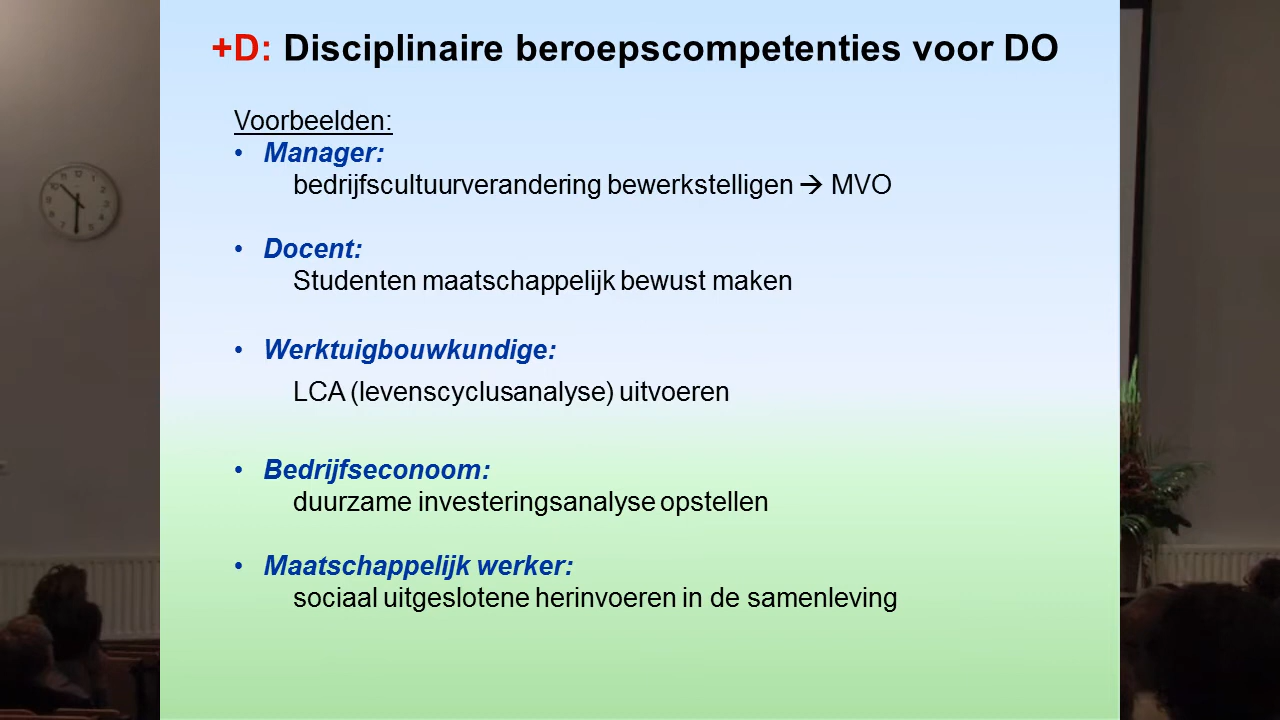 +D: Disciplinaire beroepscompetenties voor DO
Voorbeelden:
• Manager:
bedrijfscultuurverandering bewerkstelligen → MVO
• Docent:
Studenten maatschappelijk bewust maken
• Werktuigbouwkundige:
LCA (levenscyclusanalyse) uitvoeren
• Bedrijfseconoom:
duurzame investeringsanalyse opstellen
• Maatschappelijk werker:
sociaal uitgeslotene herinvoeren in de samenleving